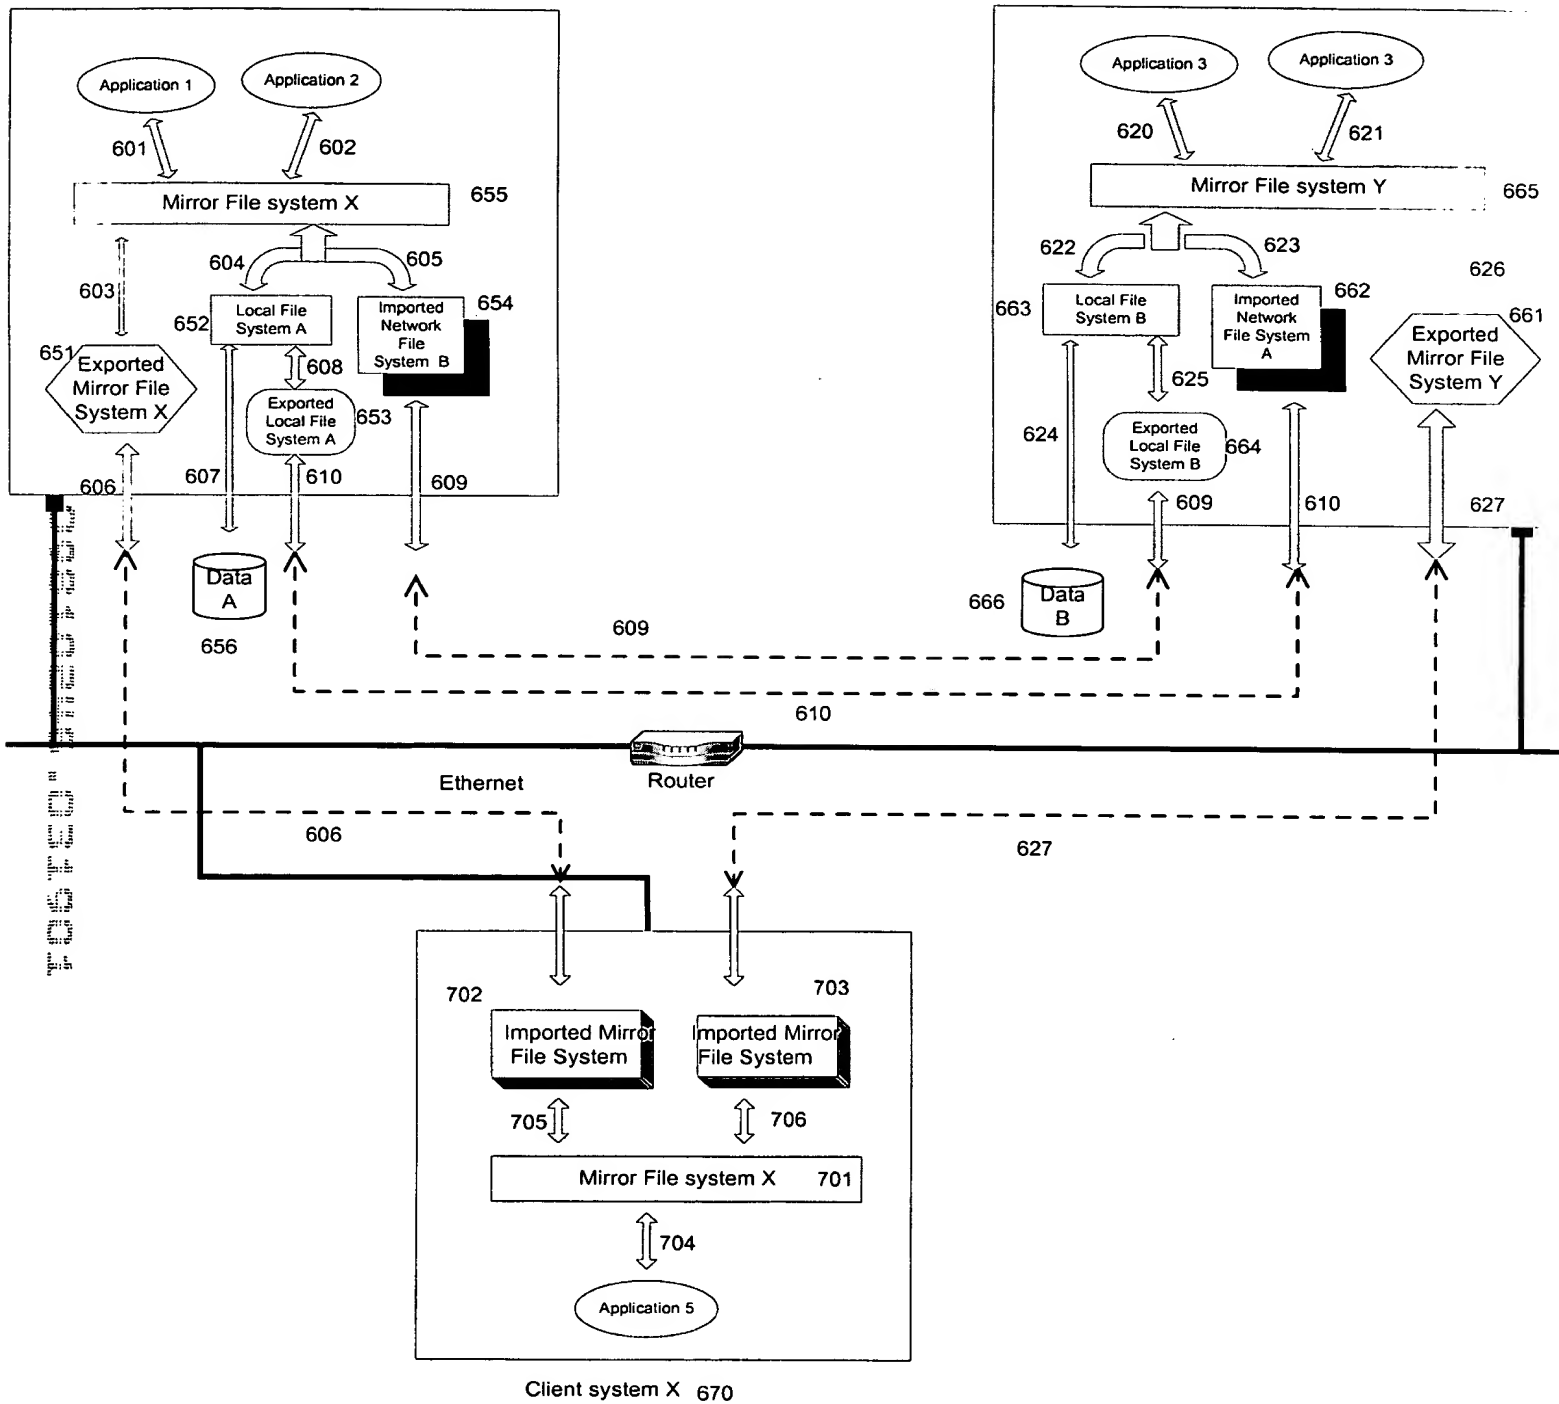 Application 1
Application 2
601
602
Mirror File system X
655
603
604
605
651
Exported
Mirror File
System X
652
Local File
System A
608
Exported
Local File
System A
653
Imported
Network
File
System B
654
606
607
610
609
Data
A
656
Application 3
Application 3
620
621
Mirror File system Y
665
622
623
626
663
Local File
System B
662
Imported
Network
File System
A
661
Exported
Mirror File
System Y
625
624
Exported
Local File
System B
664
609
610
627
666
Data
B
609
610
Ethernet
Router
606
627
702
703
Imported Mirror
File System
Imported Mirror
File System
705
706
Mirror File system X
701
704
Application 5
Client system X 670